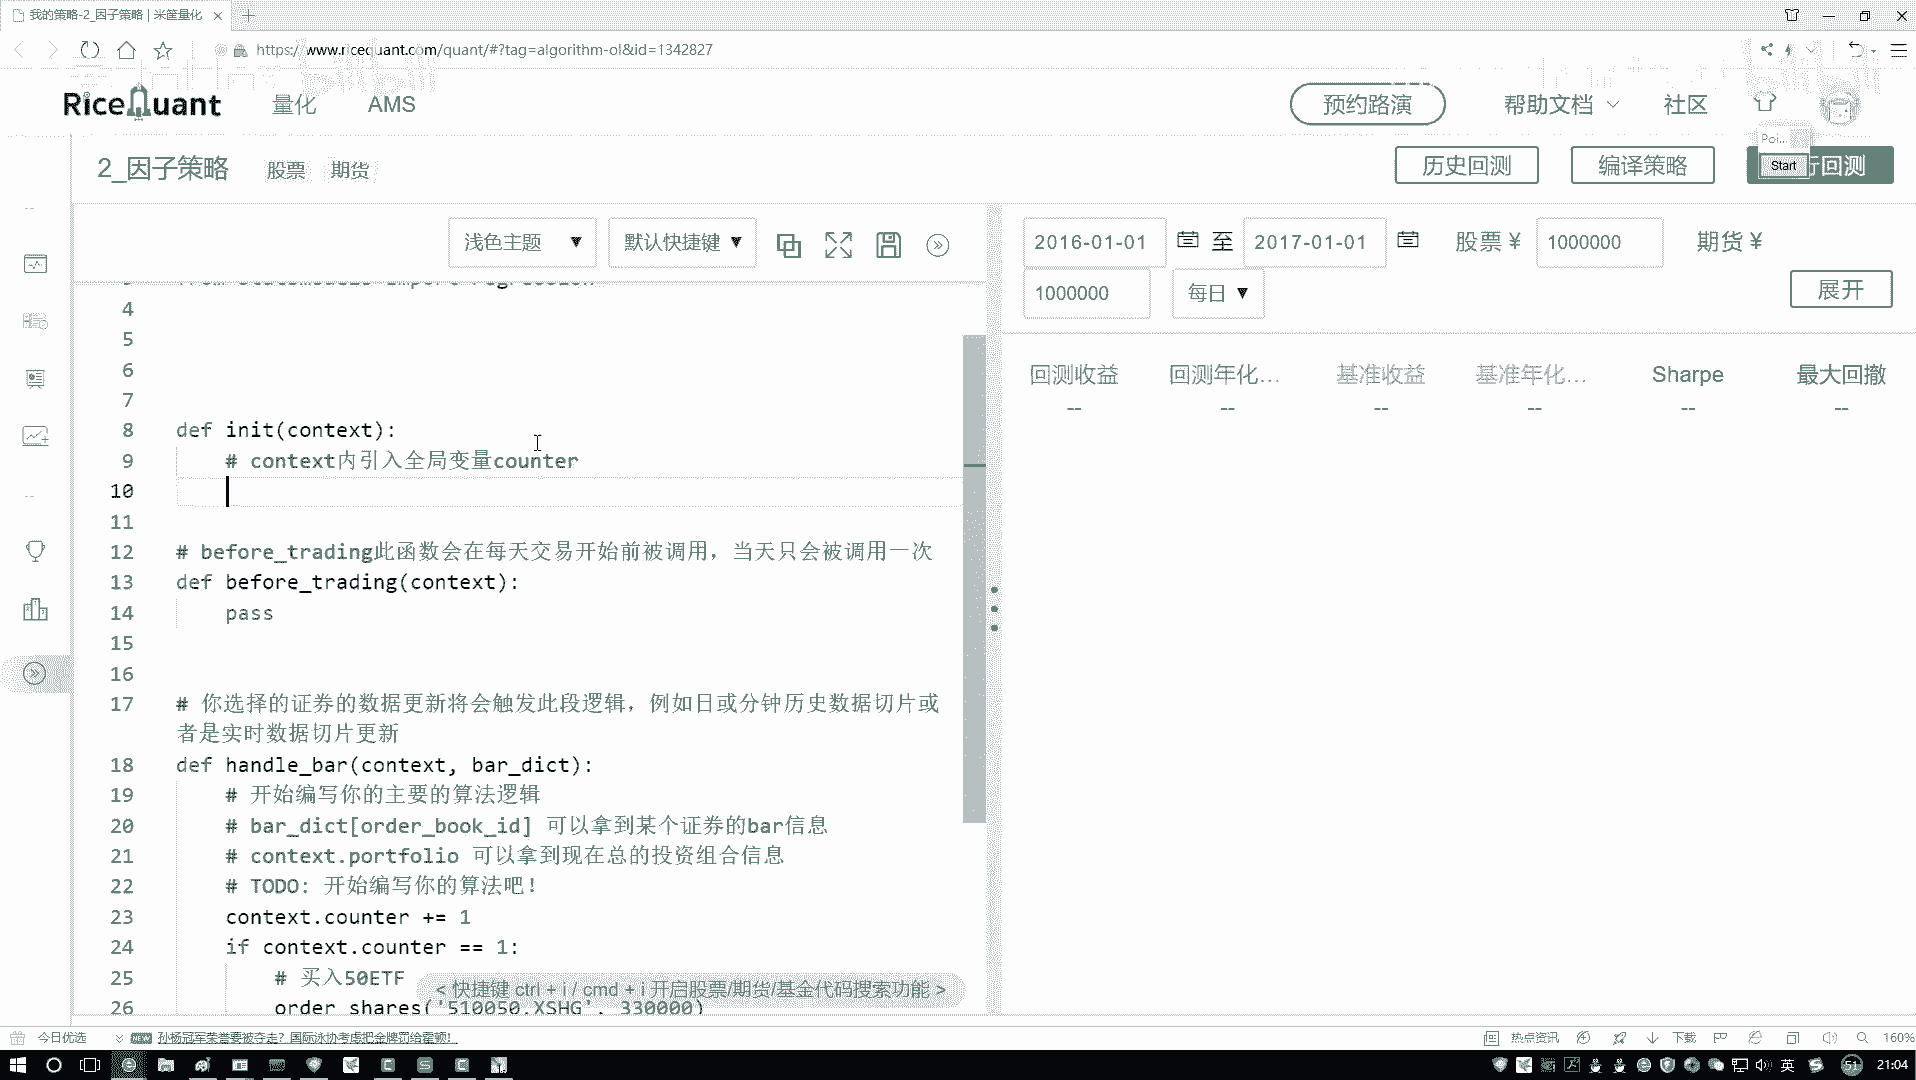 我的策略-2_因子策略 | 米筐量化
https://www.ricequant.com/quant/#?tag=algorithm-ol&id=1342827
RiceQuant 量化 AMS 预约路演 帮助文档 社区
Poi...
2_因子策略 股票 期货 历史回测 编译策略 Start 行回测
浅色主题 ▼ 默认快捷键 ▼
2016-01-01 至 2017-01-01 股票 ¥ 1000000 期货 ¥
1000000 每日 ▼ 展开
回测收益 回测年化... 基准收益 基准年化... Sharpe 最大回撤
-- -- -- -- -- --
4
5
6
7
8 def init(context):
9 # context内引入全局变量counter
10
11
12 # before_trading此函数会在每天交易开始前被调用，当天只会被调用一次
13 def before_trading(context):
14 pass
15
16
17 # 你选择的证券的数据更新将会触发此段逻辑，例如日或分钟历史数据切片或
者是实时数据切片更新
18 def handle_bar(context, bar_dict):
19 # 开始编写你的主要的算法逻辑
20 # bar_dict[order_book_id] 可以拿到某个证券的bar信息
21 # context.portfolio 可以拿到现在总的投资组合信息
22 # TODO: 开始编写你的算法吧！
23 context.counter += 1
24 if context.counter == 1:
25 # 买入50ETF
< 快捷键 ctrl + i / cmd + i 开启股票/期货/基金代码搜索功能 >
26 order_shares('510050.XSHG', 330000)
今日优选 NEW 孙杨冠军荣誉要被夺走？国际泳协考虑把金牌罚给霍顿！ 热点资讯 下载 160%
英 51 21:04